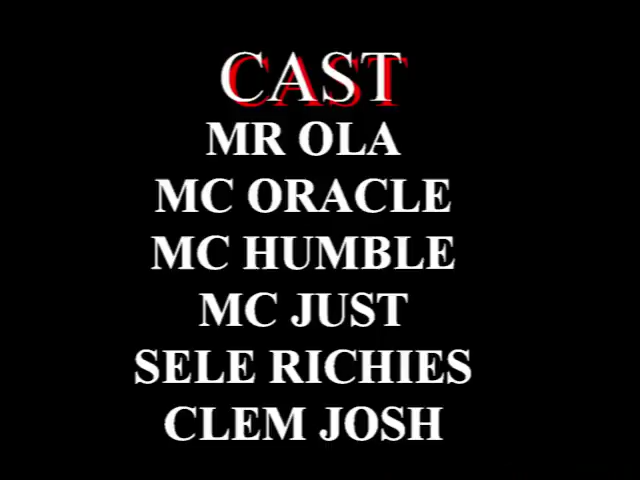 CAST
MR OLA
MC ORACLE
MC HUMBLE
MC JUST
SELE RICHIES
CLEM JOSH